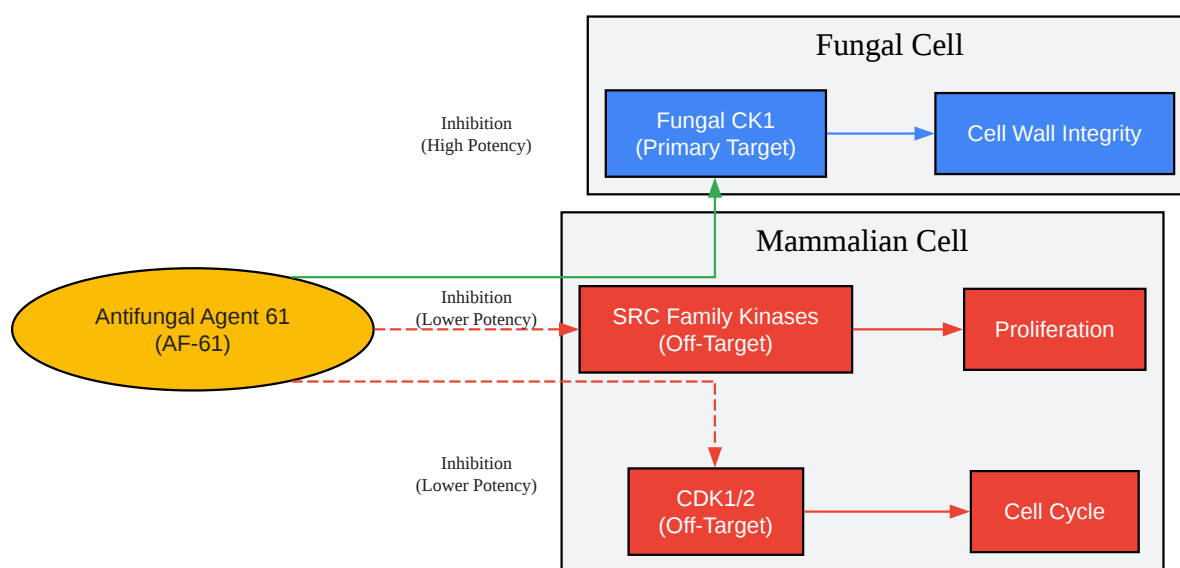 Fungal Cell
Inhibition
(High Potency)
Fungal CK1
(Primary Target)
Cell Wall Integrity
Mammalian Cell
Antifungal Agent 61
(AF-61)
Inhibition
(Lower Potency)
SRC Family Kinases
(Off-Target)
Proliferation
Inhibition
(Lower Potency)
CDK1/2
(Off-Target)
Cell Cycle